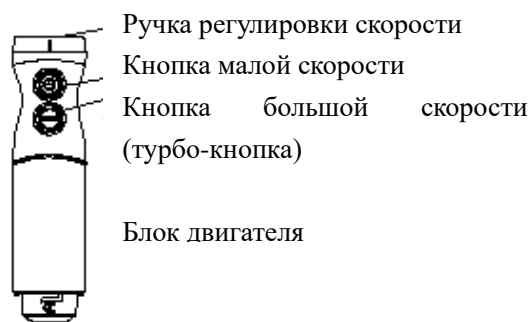 Ручка регулировки скорости
Кнопка малой скорости
Кнопка большой скорости
(турбо-кнопка)
Блок двигателя